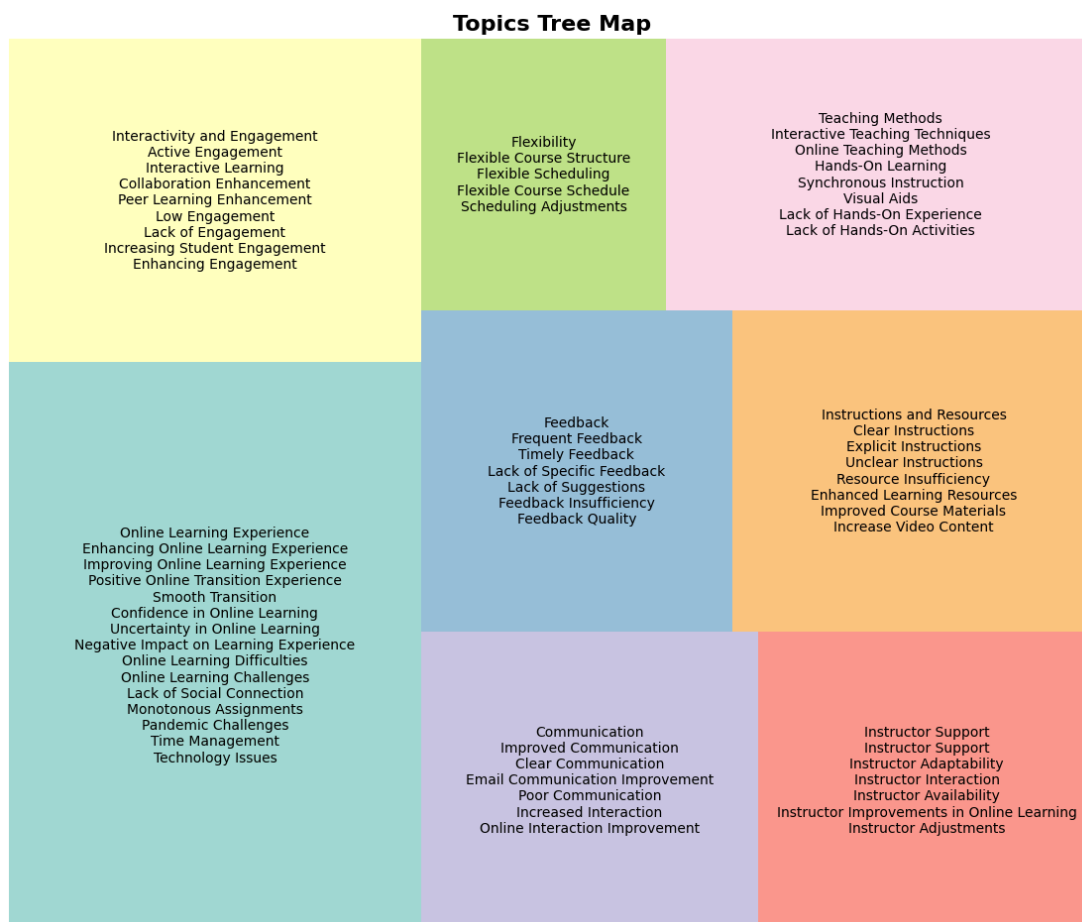 Topics Tree Map
Interactivity and Engagement
Active Engagement
Interactive Learning
Collaboration Enhancement
Peer Learning Enhancement
Low Engagement
Lack of Engagement
Increasing Student Engagement
Enhancing Engagement
Flexibility
Flexible Course Structure
Flexible Scheduling
Flexible Course Schedule
Scheduling Adjustments
Teaching Methods
Interactive Teaching Techniques
Online Teaching Methods
Hands-On Learning
Synchronous Instruction
Visual Aids
Lack of Hands-On Experience
Lack of Hands-On Activities
Online Learning Experience
Enhancing Online Learning Experience
Improving Online Learning Experience
Positive Online Transition Experience
Smooth Transition
Confidence in Online Learning
Uncertainty in Online Learning
Negative Impact on Learning Experience
Online Learning Difficulties
Online Learning Challenges
Lack of Social Connection
Monotonous Assignments
Pandemic Challenges
Time Management
Technology Issues
Feedback
Frequent Feedback
Timely Feedback
Lack of Specific Feedback
Lack of Suggestions
Feedback Insufficiency
Feedback Quality
Instructions and Resources
Clear Instructions
Explicit Instructions
Unclear Instructions
Resource Insufficiency
Enhanced Learning Resources
Improved Course Materials
Increase Video Content
Communication
Improved Communication
Clear Communication
Email Communication Improvement
Poor Communication
Increased Interaction
Online Interaction Improvement
Instructor Support
Instructor Support
Instructor Adaptability
Instructor Interaction
Instructor Availability
Instructor Improvements in Online Learning
Instructor Adjustments